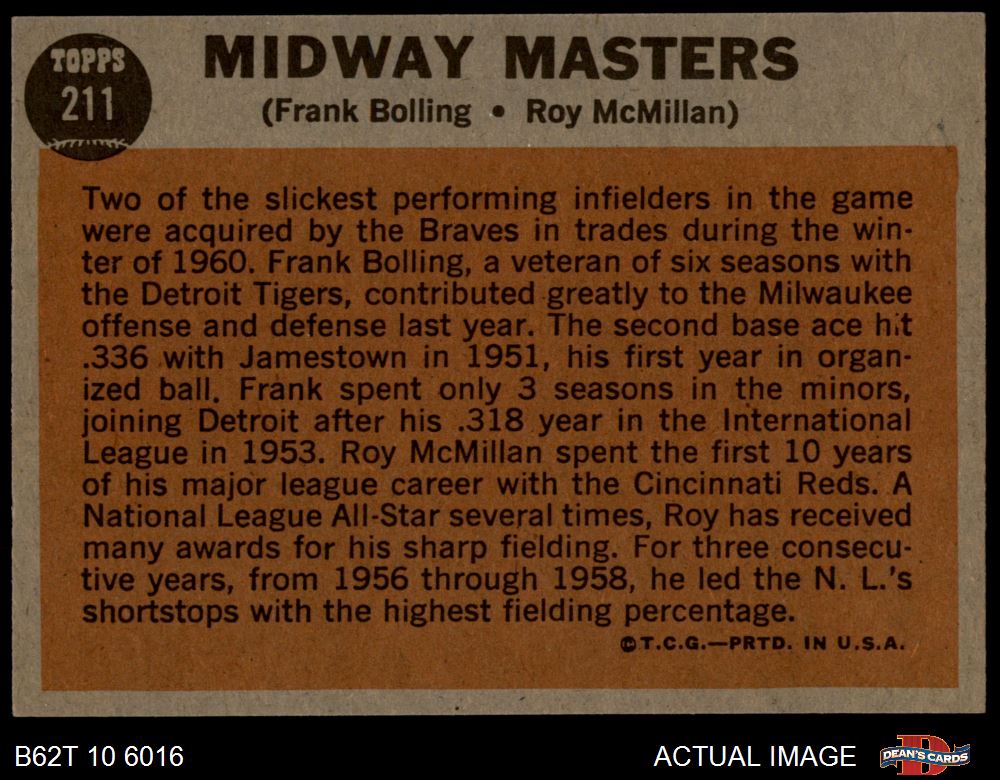 TOPPS
211
MIDWAY MASTERS
(Frank Bolling • Roy McMillan)
Two of the slickest performing infielders in the game
were acquired by the Braves in trades during the win-
ter of 1960. Frank Bolling, a veteran of six seasons with
the Detroit Tigers, contributed greatly to the Milwaukee
offense and defense last year. The second base ace hit
.336 with Jamestown in 1951, his first year in organ-
ized ball. Frank spent only 3 seasons in the minors,
joining Detroit after his .318 year in the International
League in 1953. Roy McMillan spent the first 10 years
of his major league career with the Cincinnati Reds. A
National League All-Star several times, Roy has received
many awards for his sharp fielding. For three consecu-
tive years, from 1956 through 1958, he led the N. L.'s
shortstops with the highest fielding percentage.
©T.C.G.—PRTD. IN U.S.A.
B62T 10 6016
ACTUAL IMAGE
D
DEAN'S CARDS